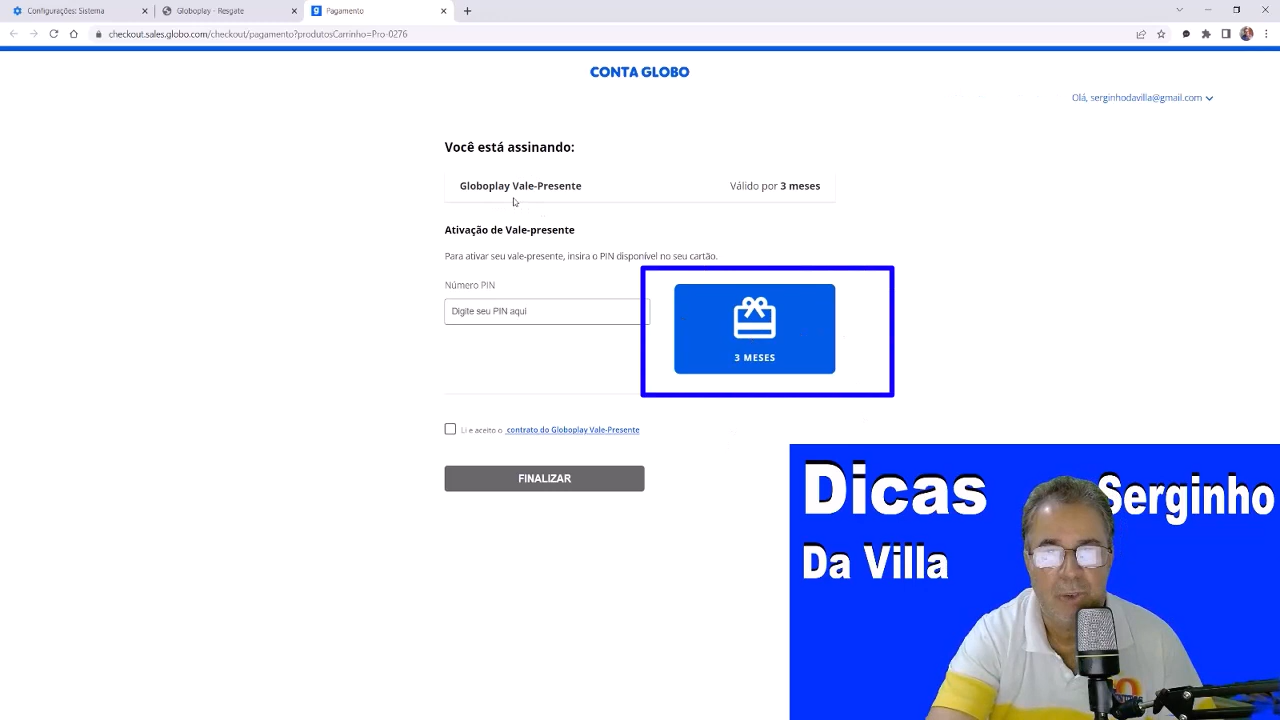 Configurações: Sistema
Globoplay - Resgate
Pagamento
checkout.sales.globo.com/checkout/pagamento?produtosCarrinho=Pro-0276
CONTA GLOBO
Olá, serginhodavilla@gmail.com
Você está assinando:
Globoplay Vale-Presente
Válido por 3 meses
Ativação de Vale-presente
Para ativar seu vale-presente, insira o PIN disponível no seu cartão.
Número PIN
Digite seu PIN aqui
3 MESES
Li e aceito o contrato do Globoplay Vale-Presente
FINALIZAR
Dicas Serginho
Da Villa